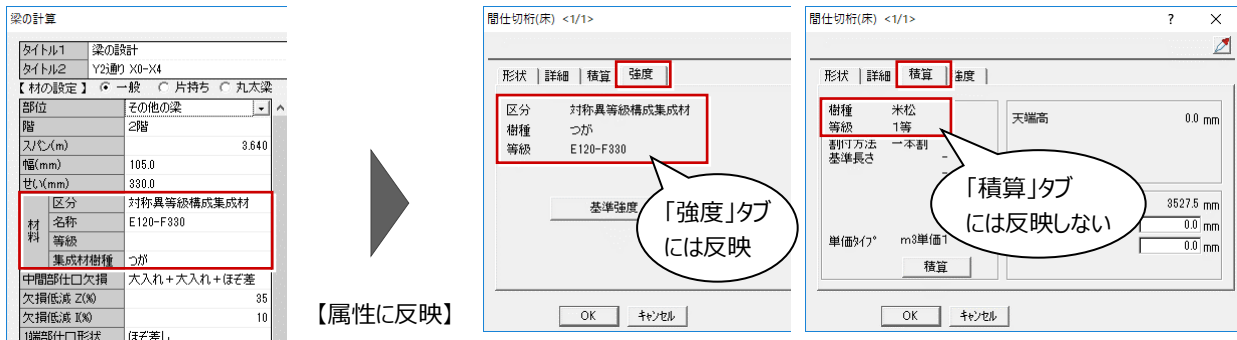 梁の計算
タイトル1 梁の設計
タイトル2 Y2通り X0-X4
【 材の設定 】 一般 片持ち 丸太梁
部位 その他の梁
階 2階
スパン(m) 3.640
幅(mm) 105.0
せい(mm) 330.0
材料
区分 対称異等級構成集成材
名称 E120-F330
等級
集成材樹種 つが
中間部仕口欠損 大入れ+大入れ+ほぞ差
欠損低減 Z(%) 35
欠損低減 I(%) 10
1端部仕口形状 ほぞ差し
【属性に反映】
間仕切桁(床) <1/1>
形状 詳細 積算 強度
区分 対称異等級構成集成材
樹種 つが
等級 E120-F330
基準強度
「強度」タブ
には反映
OK キャンセル
間仕切桁(床) <1/1> ? ×
形状 詳細 積算 強度
樹種 米松
等級 1等
割付方法 一本割
基準長さ -
-
単価タイプ m3単価1
積算
天端高 0.0 mm
3527.5 mm
0.0 mm
0.0 mm
「積算」タブ
には反映しない
OK キャンセル